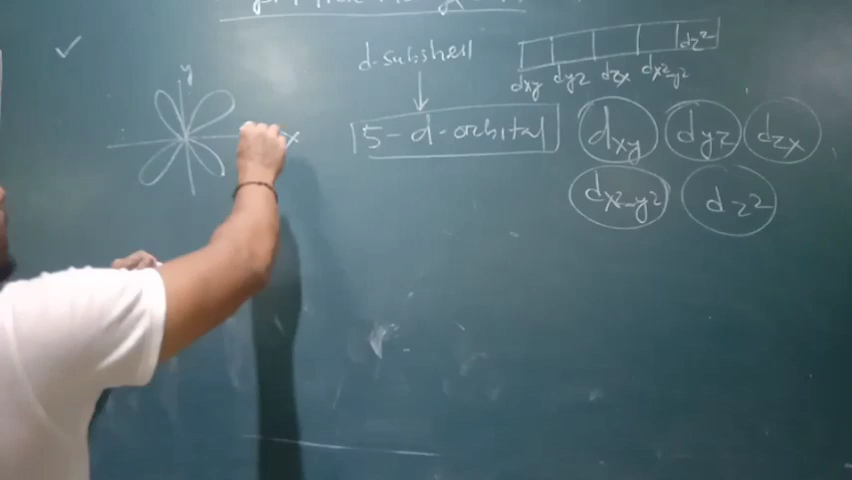 y
x
d-subshell
5-d-orbital
dz²
dxy dyz dzx dx²-y²
dxy dyz dzx
dx²-y² dz²